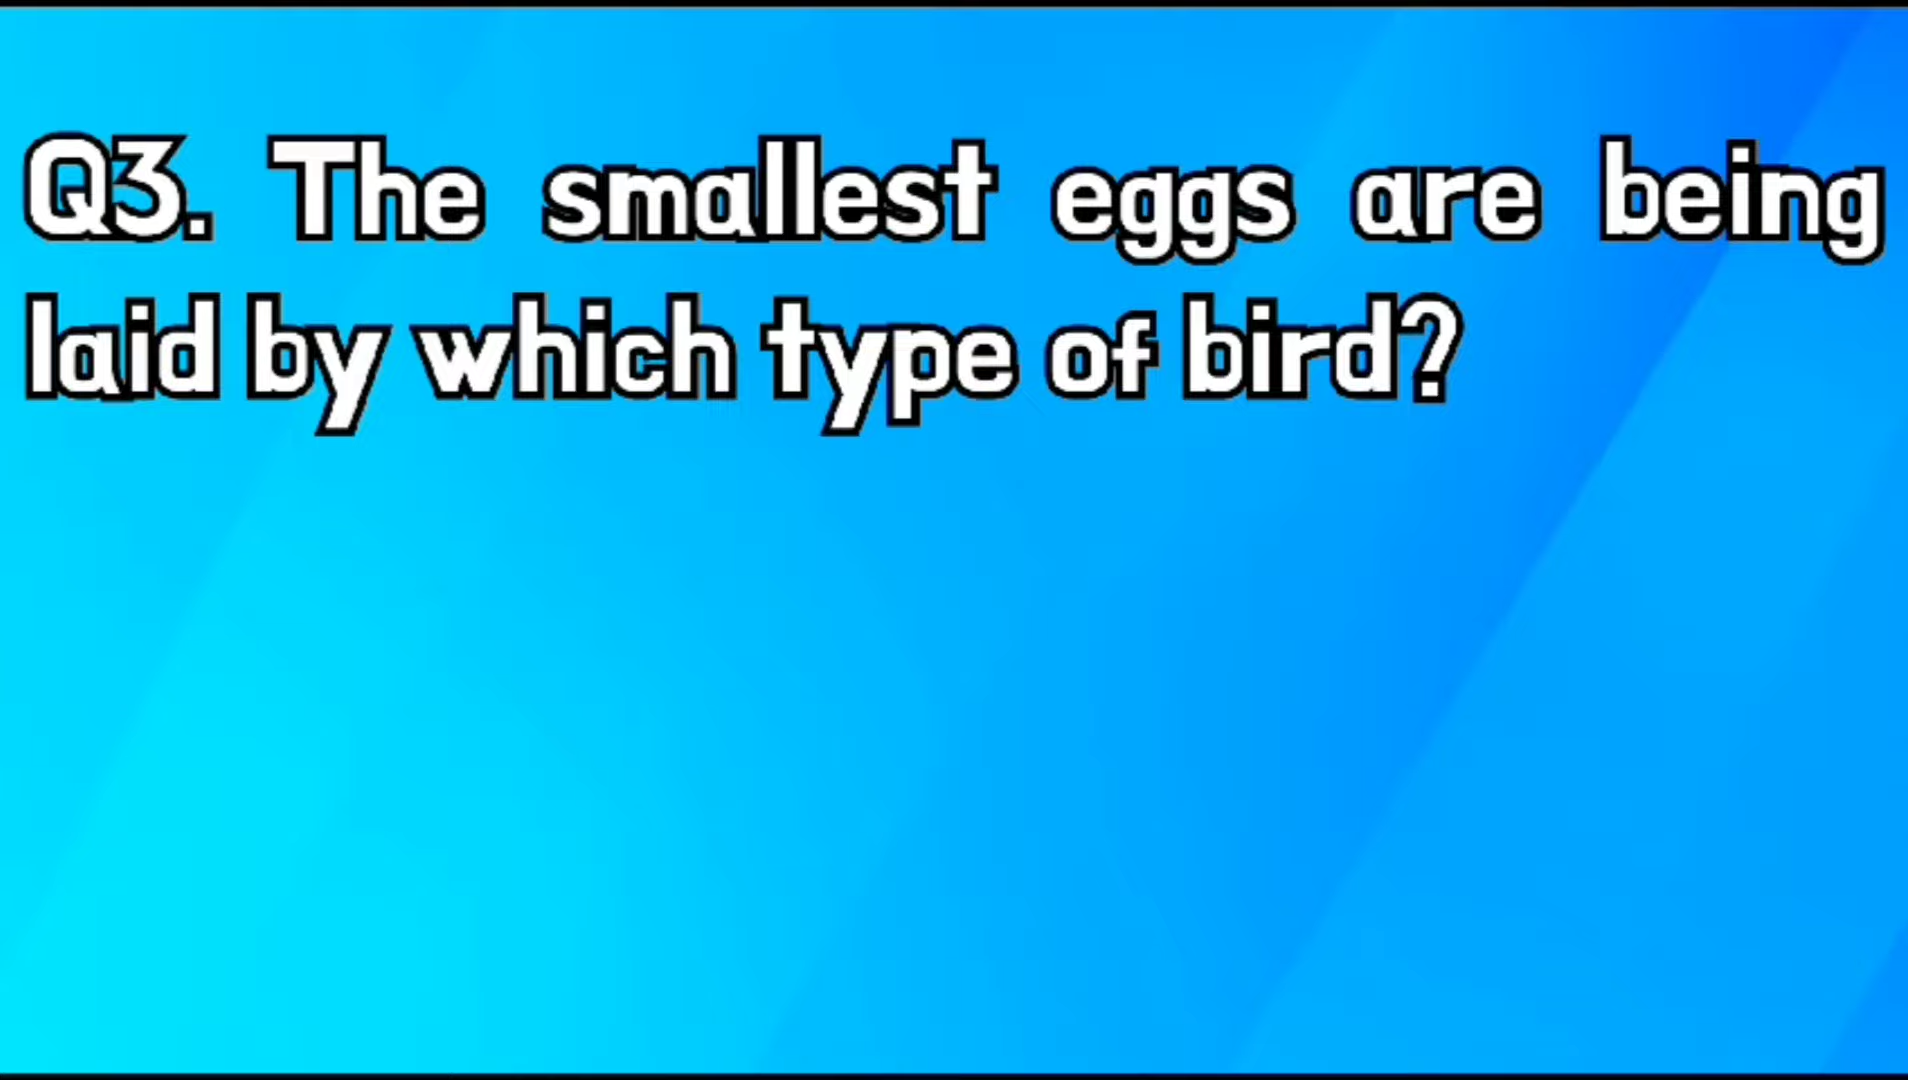 Q3. The smallest eggs are being
laid by which type of bird?